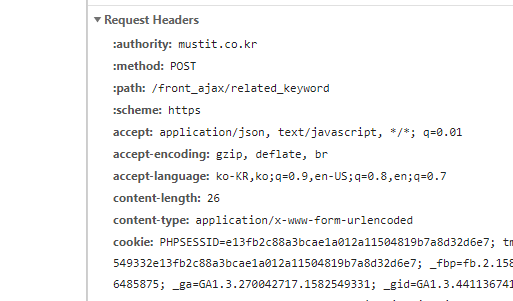 Request Headers
:authority: mustit.co.kr
:method: POST
:path: /front_ajax/related_keyword
:scheme: https
accept: application/json, text/javascript, */*; q=0.01
accept-encoding: gzip, deflate, br
accept-language: ko-KR,ko;q=0.9,en-US;q=0.8,en;q=0.7
content-length: 26
content-type: application/x-www-form-urlencoded
cookie: PHPSESSID=e13fb2c88a3bcae1a012a11504819b7a8d32d6e7; tm
549332e13fb2c88a3bcae1a012a11504819b7a8d32d6e7; _fbp=fb.2.158
6485875; _ga=GA1.3.270042717.1582549331; _gid=GA1.3.441136741